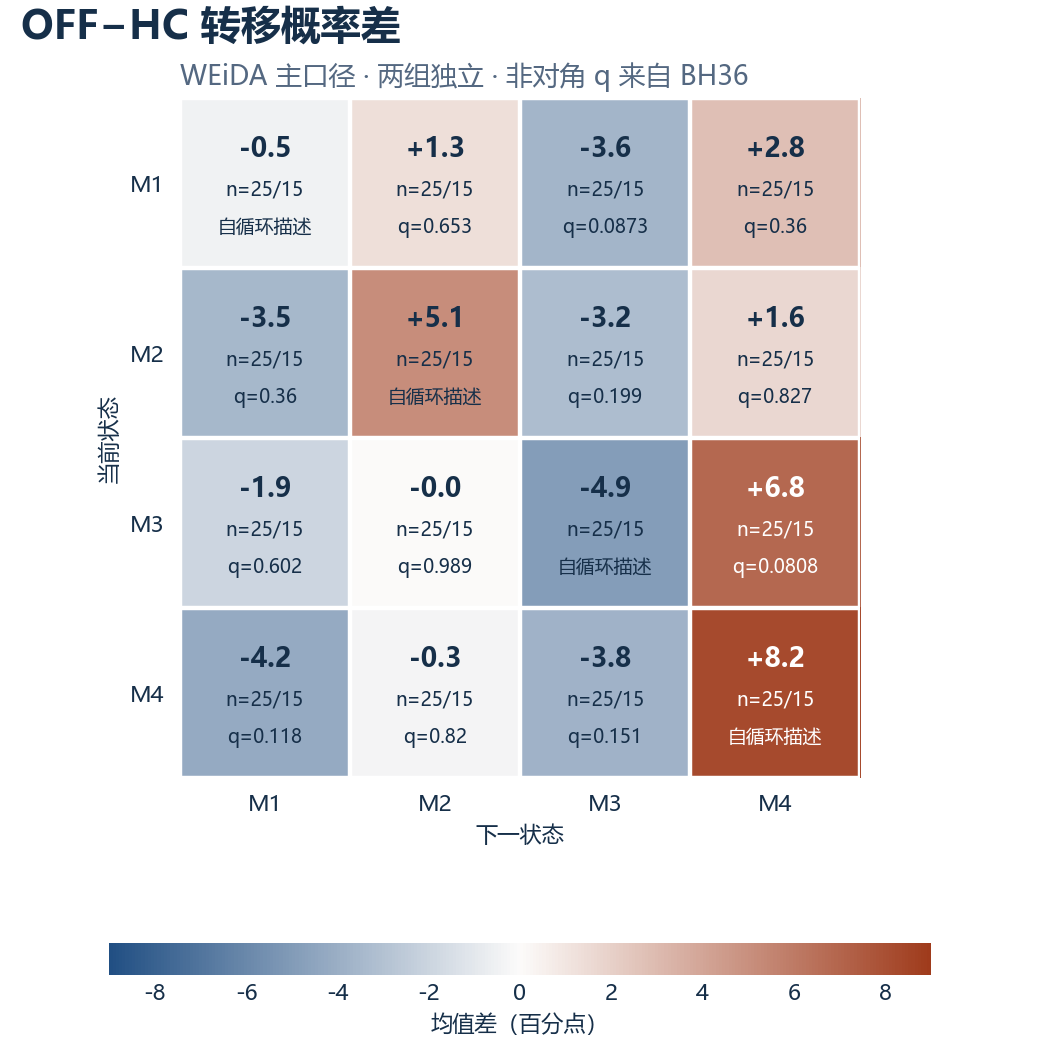 OFF−HC 转移概率差
WEiDA 主口径 · 两组独立 · 非对角 q 来自 BH36
-0.5 +1.3 -3.6 +2.8
M1 n=25/15 n=25/15 n=25/15 n=25/15
自循环描述 q=0.653 q=0.0873 q=0.36
-3.5 +5.1 -3.2 +1.6
M2 n=25/15 n=25/15 n=25/15 n=25/15
q=0.36 自循环描述 q=0.199 q=0.827
当前状态
-1.9 -0.0 -4.9 +6.8
M3 n=25/15 n=25/15 n=25/15 n=25/15
q=0.602 q=0.989 自循环描述 q=0.0808
-4.2 -0.3 -3.8 +8.2
M4 n=25/15 n=25/15 n=25/15 n=25/15
q=0.118 q=0.82 q=0.151 自循环描述
M1 M2 M3 M4
下一状态
-8 -6 -4 -2 0 2 4 6 8
均值差（百分点）